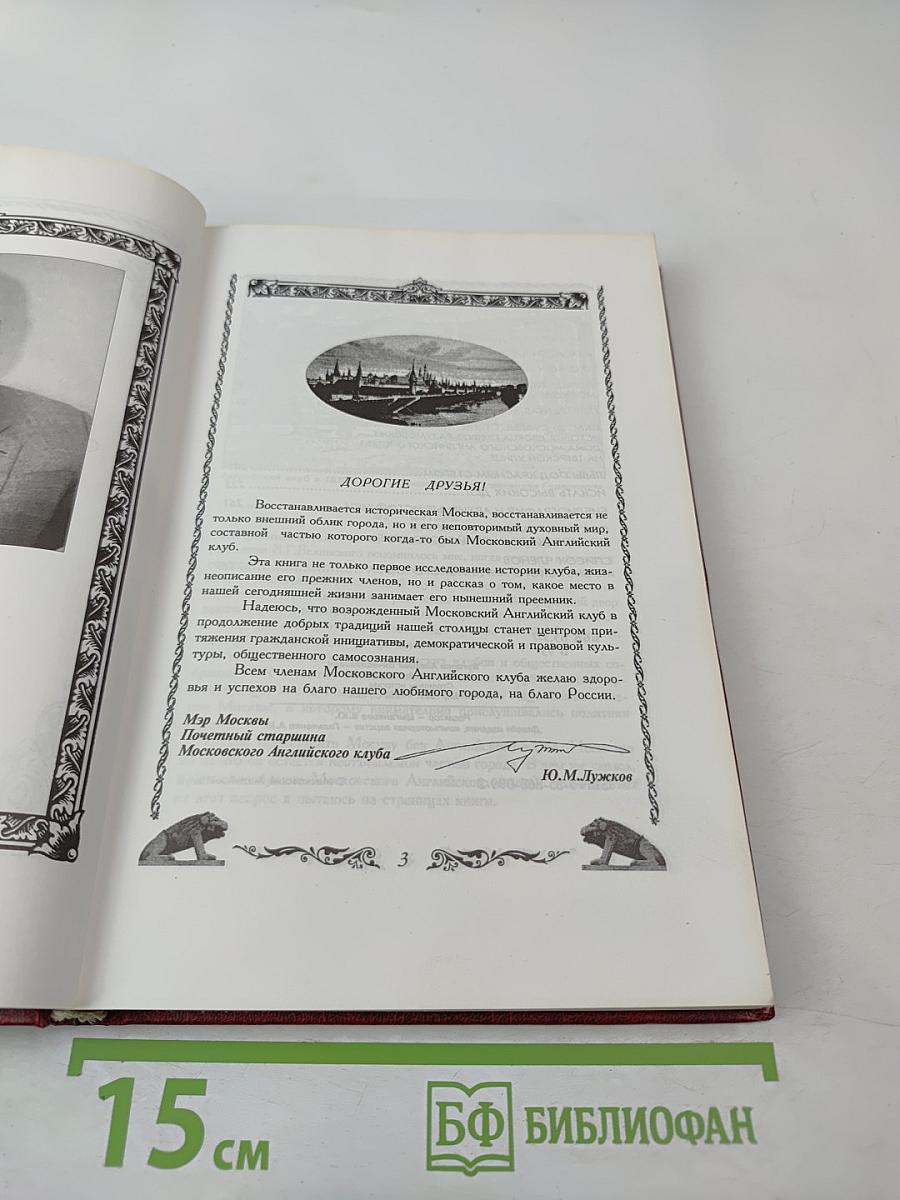 ДОРОГИЕ ДРУЗЬЯ!
Восстанавливается историческая Москва, восстанавливается не
только внешний облик города, но и его неповторимый духовный мир,
составной частью которого когда-то был Московский Английский
клуб.
Эта книга не только первое исследование истории клуба, жиз-
неописание его прежних членов, но и рассказ о том, какое место в
нашей сегодняшней жизни занимает его нынешний преемник.
Надеюсь, что возрожденный Московский Английский клуб в
продолжение добрых традиций нашей столицы станет центром при-
тяжения гражданской инициативы, демократической и правовой куль-
туры, общественного самосознания.
Всем членам Московского Английского клуба желаю здоро-
вья и успехов на благо нашего любимого города, на благо России.
Мэр Москвы
Почетный старшина
Московского Английского клуба
Ю.М.Лужков
3
15 см
БФ БИБЛИОФАН